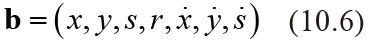 b = (x, y, s, r, ẋ, ẏ, ṡ) (10.6)